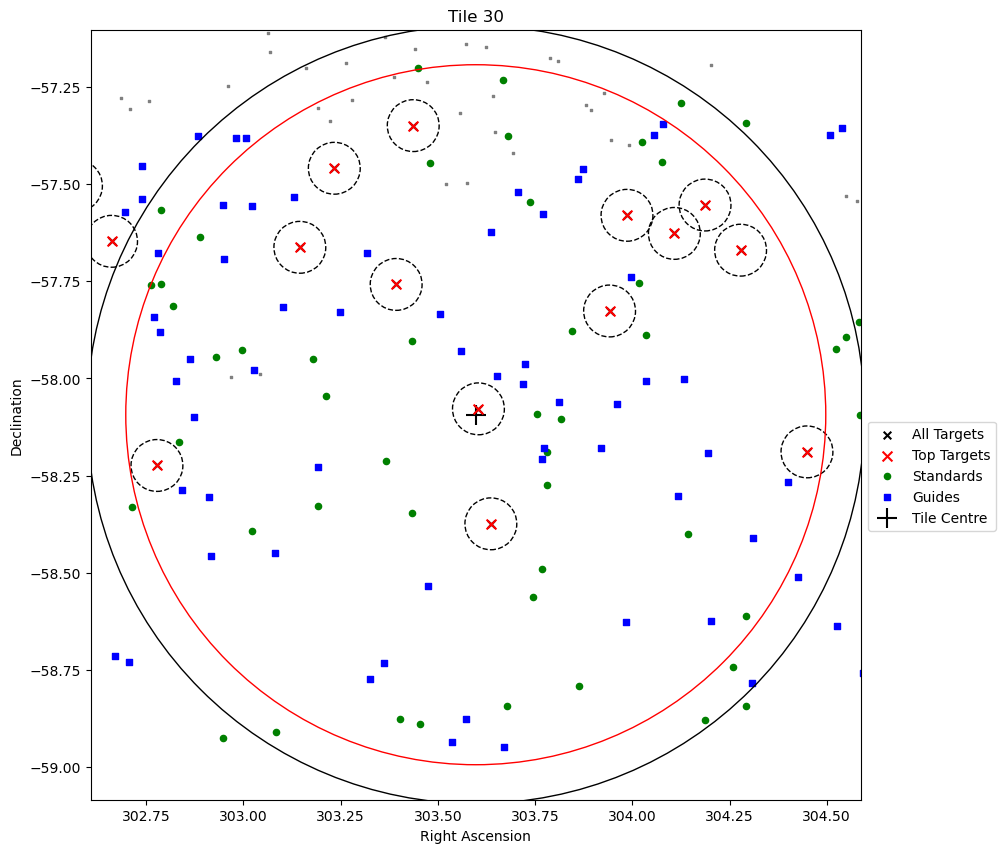 Tile 30
Declination
−57.25
−57.50
−57.75
−58.00
−58.25
−58.50
−58.75
−59.00
302.75
303.00
303.25
303.50
303.75
304.00
304.25
304.50
Right Ascension
All Targets
Top Targets
Standards
Guides
Tile Centre